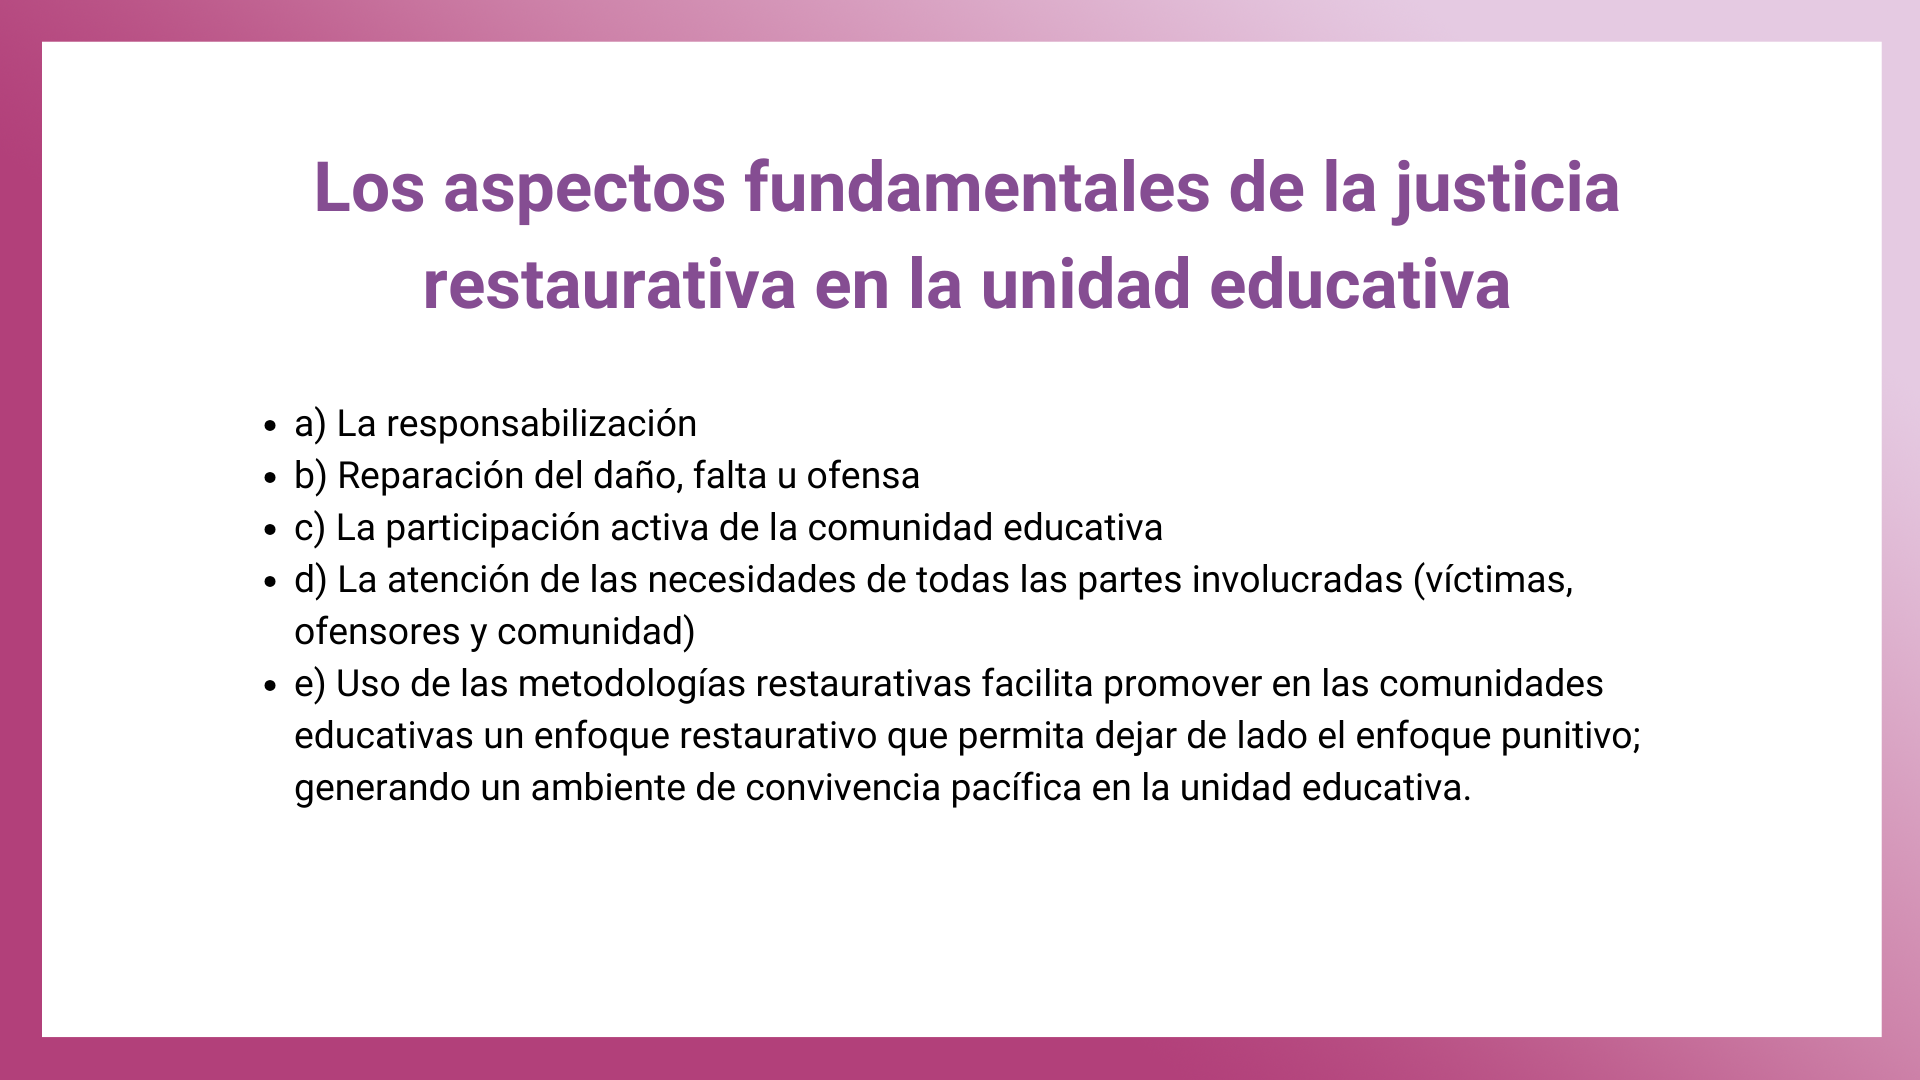 Los aspectos fundamentales de la justicia
restaurativa en la unidad educativa
• a) La responsabilización
• b) Reparación del daño, falta u ofensa
• c) La participación activa de la comunidad educativa
• d) La atención de las necesidades de todas las partes involucradas (víctimas,
ofensores y comunidad)
• e) Uso de las metodologías restaurativas facilita promover en las comunidades
educativas un enfoque restaurativo que permita dejar de lado el enfoque punitivo;
generando un ambiente de convivencia pacífica en la unidad educativa.